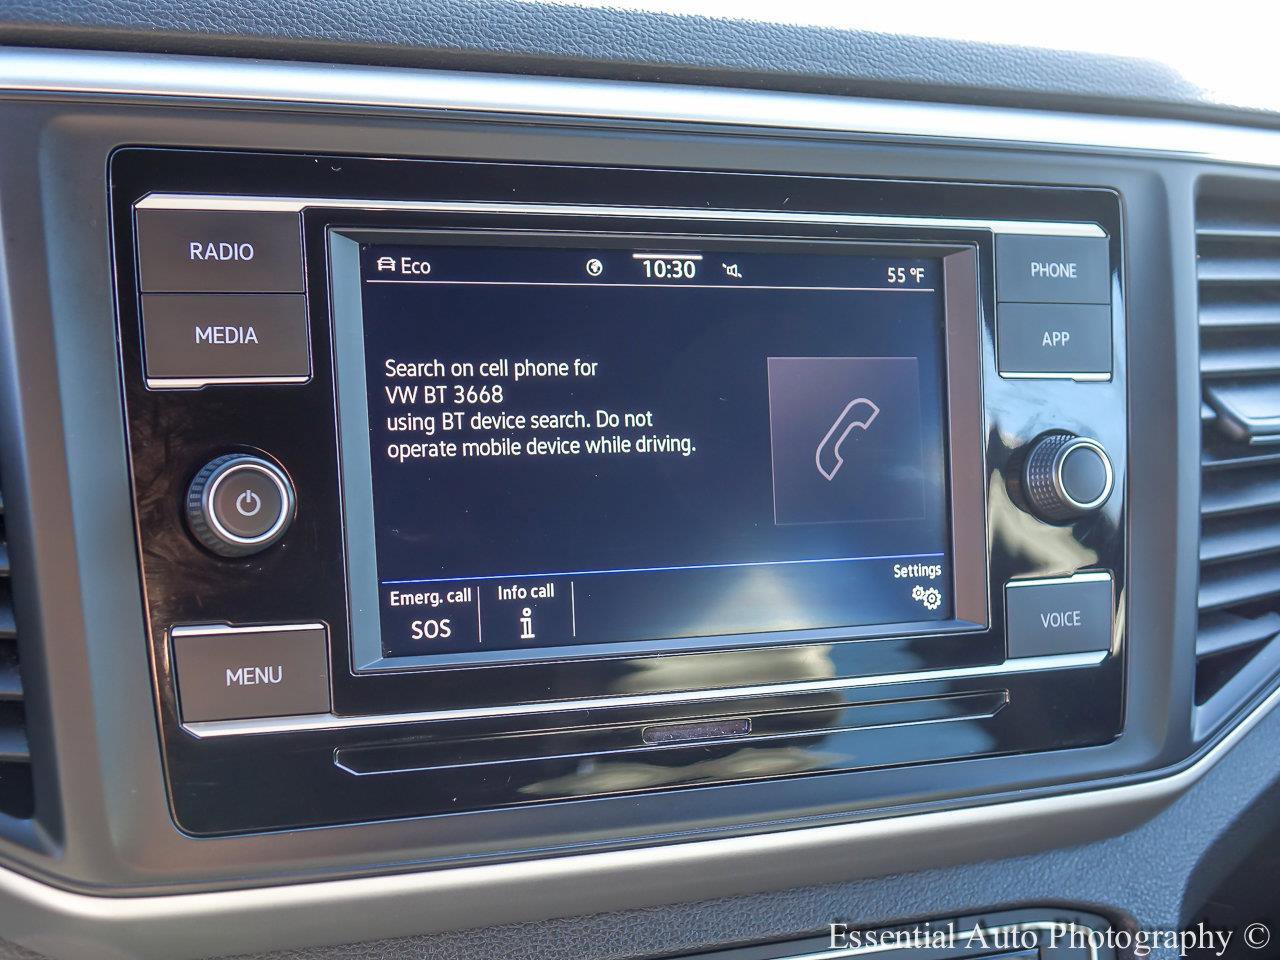 RADIO
MEDIA
MENU
Eco
10:30
55 °F
Search on cell phone for
VW BT 3668
using BT device search. Do not
operate mobile device while driving.
Settings
Emerg. call
SOS
Info call
i
PHONE
APP
VOICE
Essential Auto Photography ©